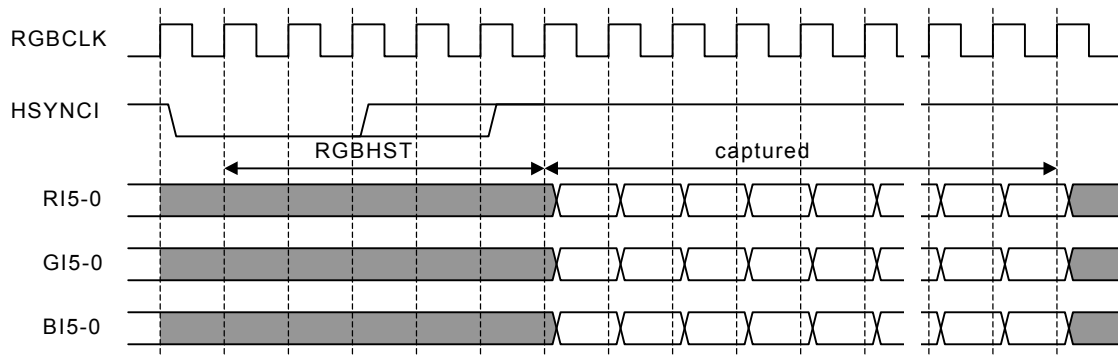 RGBCLK
HSYNCI
RGBHST captured
RI5-0
GI5-0
BI5-0